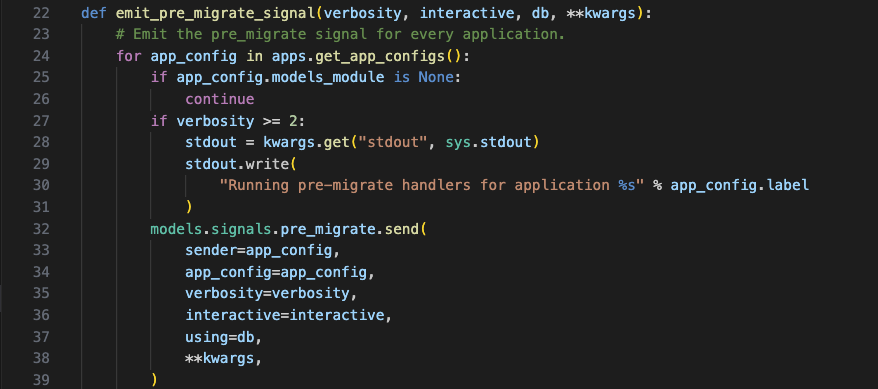 22 def emit_pre_migrate_signal(verbosity, interactive, db, **kwargs):
23     # Emit the pre_migrate signal for every application.
24     for app_config in apps.get_app_configs():
25         if app_config.models_module is None:
26             continue
27         if verbosity >= 2:
28             stdout = kwargs.get("stdout", sys.stdout)
29             stdout.write(
30                 "Running pre-migrate handlers for application %s" % app_config.label
31             )
32         models.signals.pre_migrate.send(
33             sender=app_config,
34             app_config=app_config,
35             verbosity=verbosity,
36             interactive=interactive,
37             using=db,
38             **kwargs,
39         )